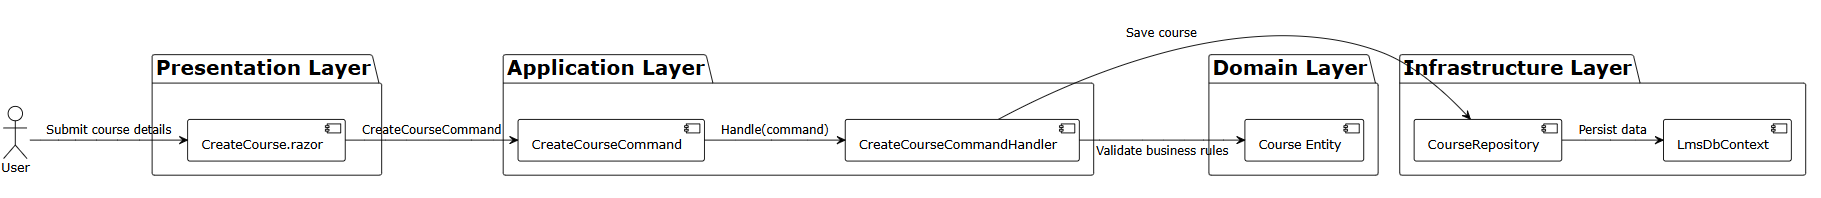 Save course
Presentation Layer
Application Layer
Domain Layer
Infrastructure Layer
User
Submit course details
CreateCourse.razor
CreateCourseCommand
CreateCourseCommand
Handle(command)
CreateCourseCommandHandler
Validate business rules
Course Entity
CourseRepository
Persist data
LmsDbContext